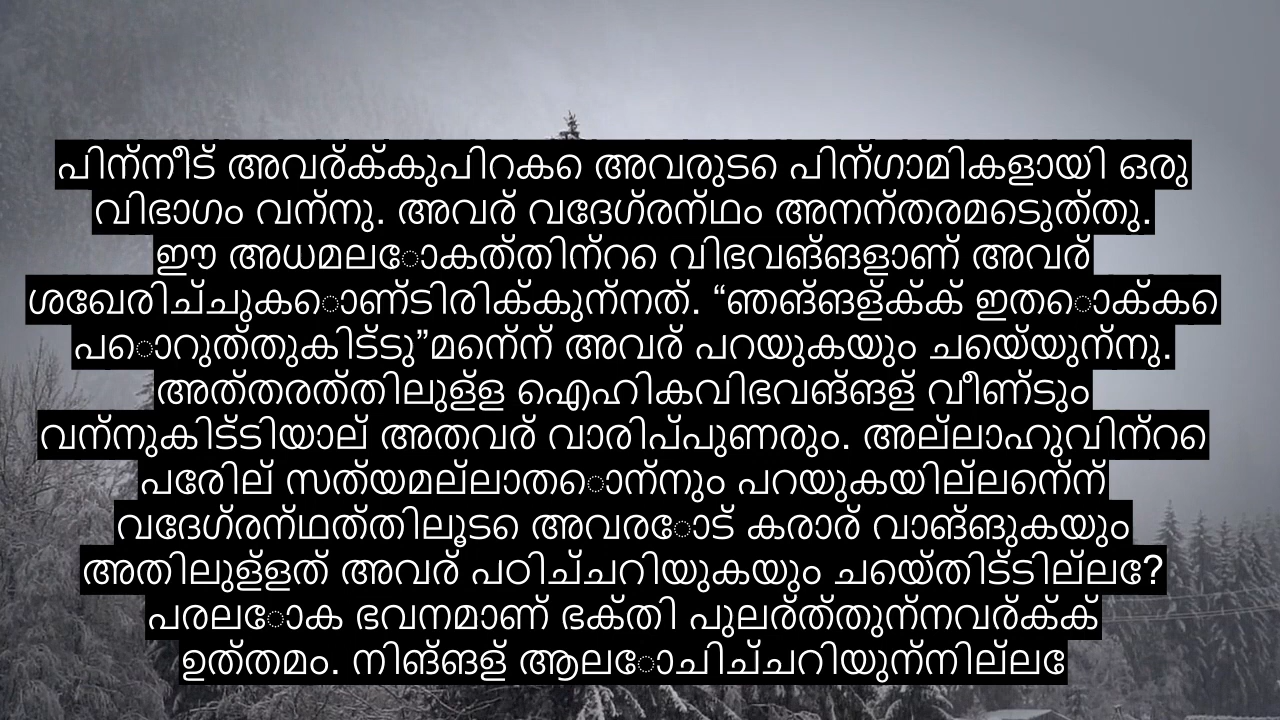 പിന്നീട് അവര്ക്കുപിറകെ അവരുടെ പിന്ഗാമികളായി ഒരു
വിഭാഗം വന്നു. അവര് വേദഗ്രന്ഥം അനന്തരമെടുത്തു.
ഈ അധമലോകത്തിന്റെ വിഭവങ്ങളാണ് അവര്
ശേഖരിച്ചുകൊണ്ടിരിക്കുന്നത്. “ഞങ്ങള്ക്ക് ഇതൊക്കെ
പൊറുത്തുകിട്ടു”മെന്ന് അവര് പറയുകയും ചെയ്യുന്നു.
അത്തരത്തിലുള്ള ഐഹികവിഭവങ്ങള് വീണ്ടും
വന്നുകിട്ടിയാല് അതവര് വാരിപ്പുണരും. അല്ലാഹുവിന്റെ
പേരില് സത്യമല്ലാതൊന്നും പറയുകയില്ലെന്ന്
വേദഗ്രന്ഥത്തിലൂടെ അവരോട് കരാര് വാങ്ങുകയും
അതിലുള്ളത് അവര് പഠിച്ചറിയുകയും ചെയ്തിട്ടില്ലേ?
പരലോക ഭവനമാണ് ഭക്തി പുലര്ത്തുന്നവര്ക്ക്
ഉത്തമം. നിങ്ങള് ആലോചിച്ചറിയുന്നില്ലേ